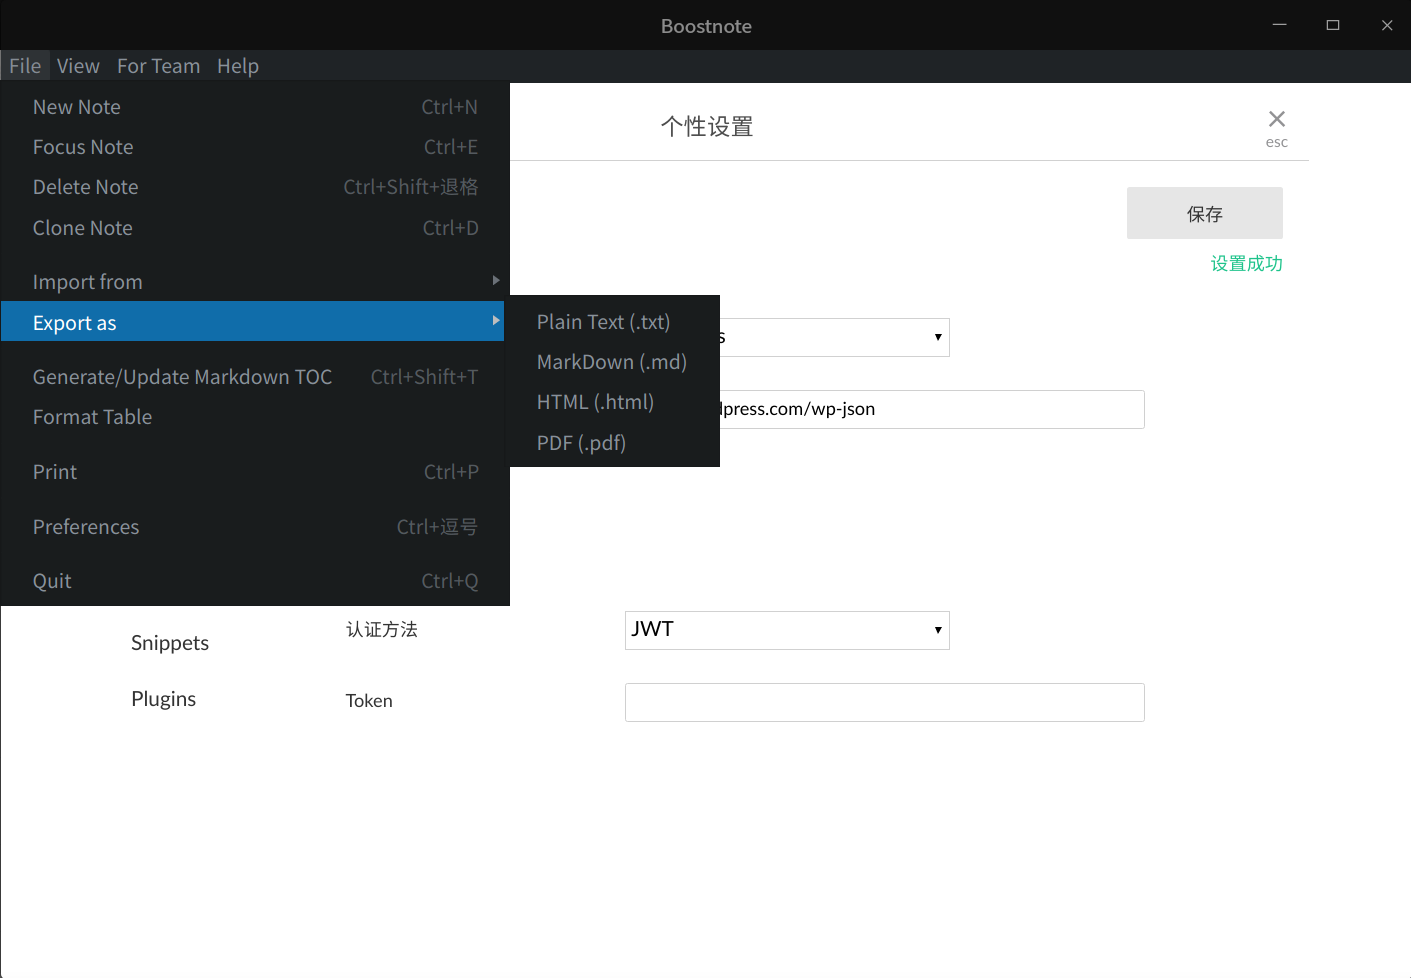 Boostnote
File View For Team Help
New Note Ctrl+N
Focus Note Ctrl+E
Delete Note Ctrl+Shift+退格
Clone Note Ctrl+D
Import from
Export as
Generate/Update Markdown TOC Ctrl+Shift+T
Format Table
Print Ctrl+P
Preferences Ctrl+逗号
Quit Ctrl+Q
Plain Text (.txt)
MarkDown (.md)
HTML (.html)
PDF (.pdf)
个性设置
esc
保存
设置成功
press.com/wp-json
Snippets
Plugins
认证方法
JWT
Token